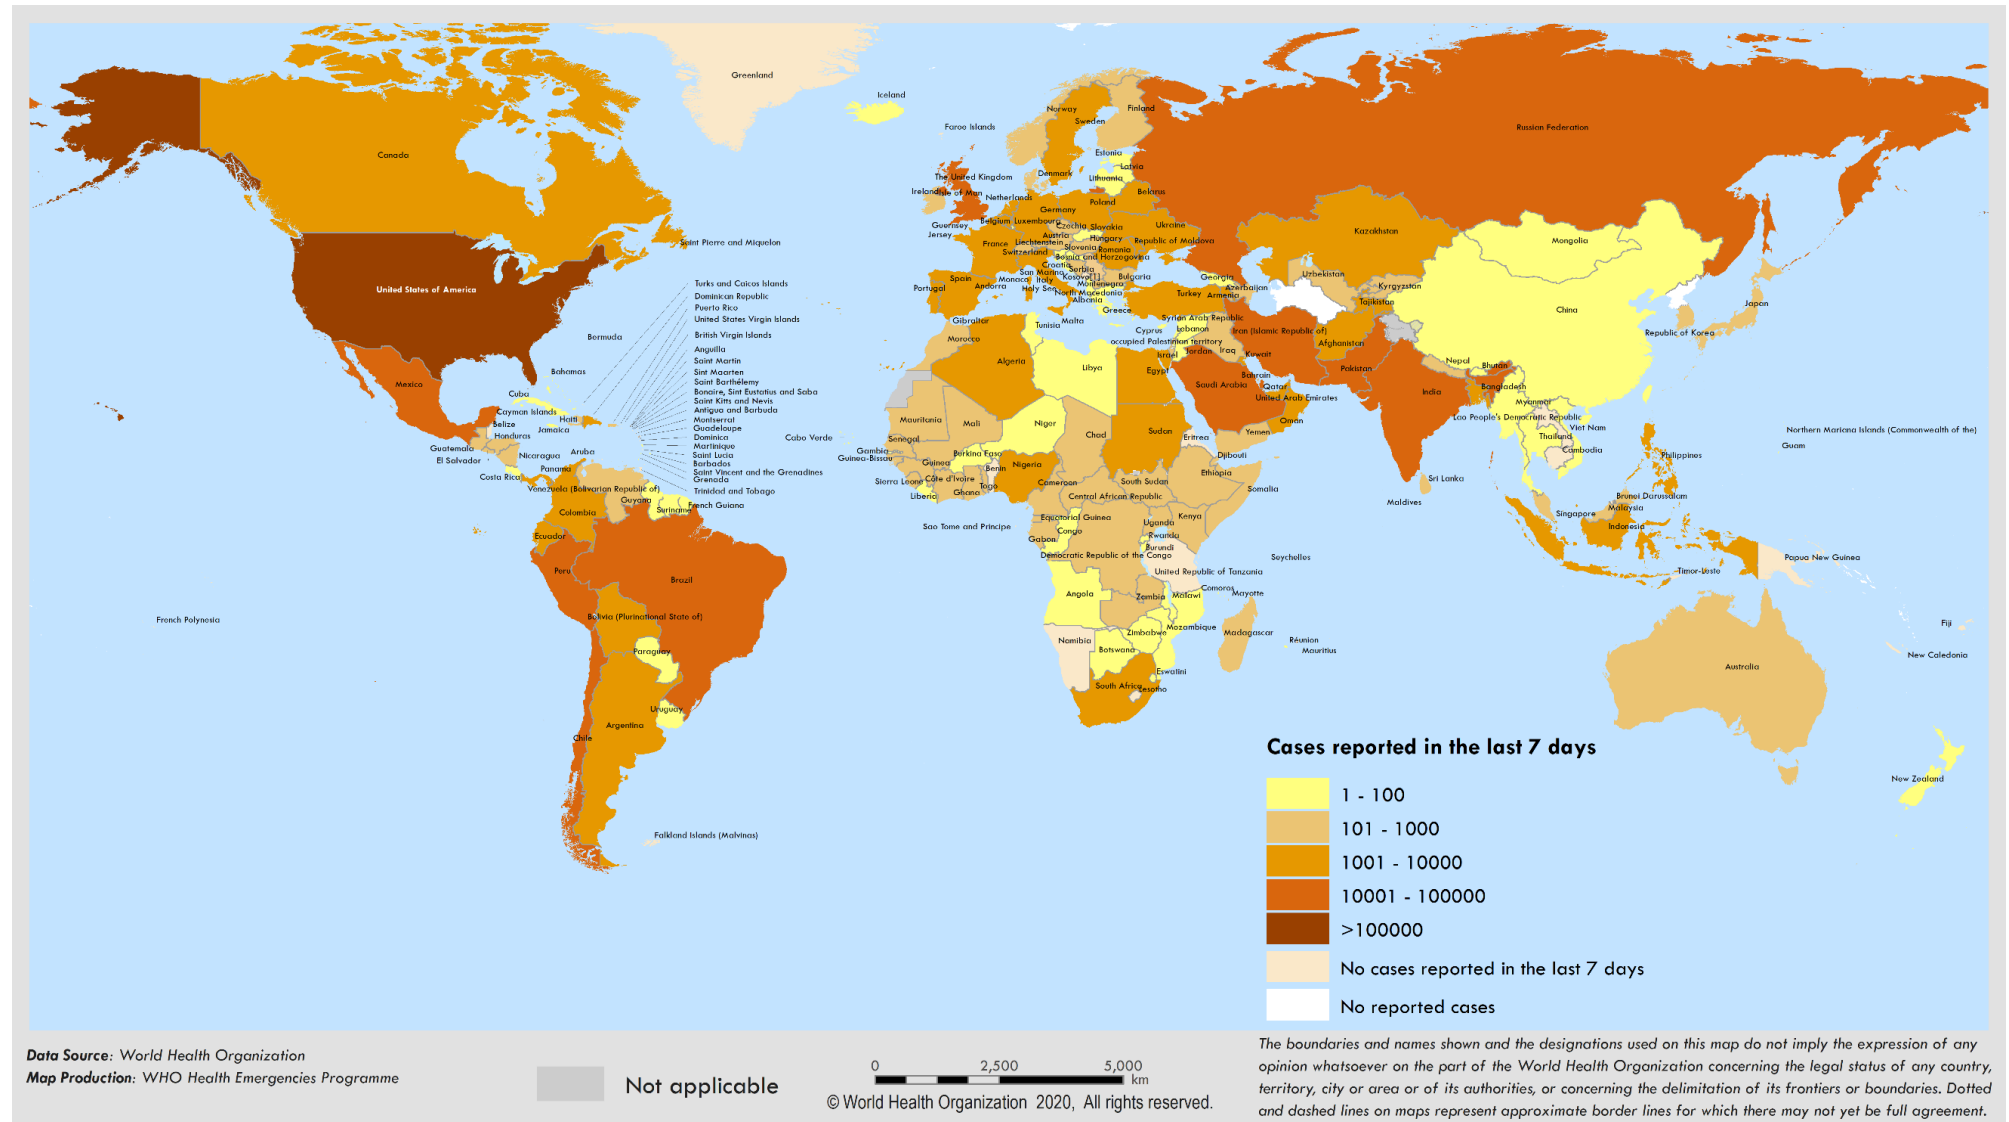 Greenland
Iceland
Faroe Islands
Norway
Sweden
Finland
Russian Federation
Canada
Estonia
Latvia
Lithuania
Denmark
The United Kingdom
Ireland
Isle of Man
Netherlands
Belarus
Poland
Germany
Guernsey
Jersey
Belgium
Luxembourg
Czechia
Slovakia
Ukraine
Austria
Hungary
Republic of Moldova
France
Liechtenstein
Slovenia
Romania
Switzerland
Bosnia and Herzegovina
Croatia
San Marino
Serbia
Kosovo[1]
Bulgaria
Monaco
Italy
Montenegro
Spain
Andorra
Holy See
North Macedonia
Portugal
Albania
Greece
Georgia
Azerbaijan
Turkey
Armenia
Kazakhstan
Mongolia
Uzbekistan
Kyrgyzstan
Tajikistan
China
Japan
Republic of Korea
Saint Pierre and Miquelon
United States of America
Bermuda
Turks and Caicos Islands
Dominican Republic
Puerto Rico
United States Virgin Islands
British Virgin Islands
Anguilla
Saint Martin
Sint Maarten
Saint Barthélemy
Bonaire, Sint Eustatius and Saba
Saint Kitts and Nevis
Antigua and Barbuda
Montserrat
Guadeloupe
Dominica
Martinique
Saint Lucia
Barbados
Saint Vincent and the Grenadines
Grenada
Trinidad and Tobago
Mexico
Bahamas
Cuba
Cayman Islands
Haiti
Belize
Jamaica
Honduras
Guatemala
El Salvador
Nicaragua
Aruba
Costa Rica
Panama
Venezuela (Bolivarian Republic of)
Guyana
Suriname
French Guiana
Colombia
Ecuador
Peru
Brazil
Bolivia (Plurinational State of)
Paraguay
Uruguay
Argentina
Chile
Falkland Islands (Malvinas)
French Polynesia
Gibraltar
Tunisia
Malta
Cyprus
Syrian Arab Republic
Lebanon
occupied Palestinian territory
Israel
Jordan
Iraq
Iran (Islamic Republic of)
Kuwait
Afghanistan
Morocco
Algeria
Libya
Egypt
Saudi Arabia
Bahrain
Qatar
United Arab Emirates
Oman
Yemen
Pakistan
India
Nepal
Bhutan
Bangladesh
Myanmar
Lao People's Democratic Republic
Viet Nam
Thailand
Cambodia
Philippines
Northern Mariana Islands (Commonwealth of the)
Guam
Sri Lanka
Maldives
Brunei Darussalam
Malaysia
Singapore
Indonesia
Timor-Leste
Papua New Guinea
Cabo Verde
Mauritania
Mali
Niger
Chad
Sudan
Eritrea
Djibouti
Senegal
Gambia
Guinea-Bissau
Guinea
Burkina Faso
Benin
Nigeria
Sierra Leone
Côte d'Ivoire
Togo
Ghana
Liberia
Cameroon
Central African Republic
South Sudan
Ethiopia
Somalia
Sao Tome and Principe
Equatorial Guinea
Congo
Gabon
Uganda
Kenya
Rwanda
Burundi
Democratic Republic of the Congo
United Republic of Tanzania
Seychelles
Comoros
Mayotte
Angola
Zambia
Malawi
Mozambique
Zimbabwe
Madagascar
Réunion
Mauritius
Namibia
Botswana
Eswatini
South Africa
Lesotho
Fiji
New Caledonia
Australia
New Zealand
Cases reported in the last 7 days
1 - 100
101 - 1000
1001 - 10000
10001 - 100000
>100000
No cases reported in the last 7 days
No reported cases
Data Source: World Health Organization
Map Production: WHO Health Emergencies Programme
Not applicable
0 2,500 5,000
km
© World Health Organization 2020, All rights reserved.
The boundaries and names shown and the designations used on this map do not imply the expression of any
opinion whatsoever on the part of the World Health Organization concerning the legal status of any country,
territory, city or area or of its authorities, or concerning the delimitation of its frontiers or boundaries. Dotted
and dashed lines on maps represent approximate border lines for which there may not yet be full agreement.